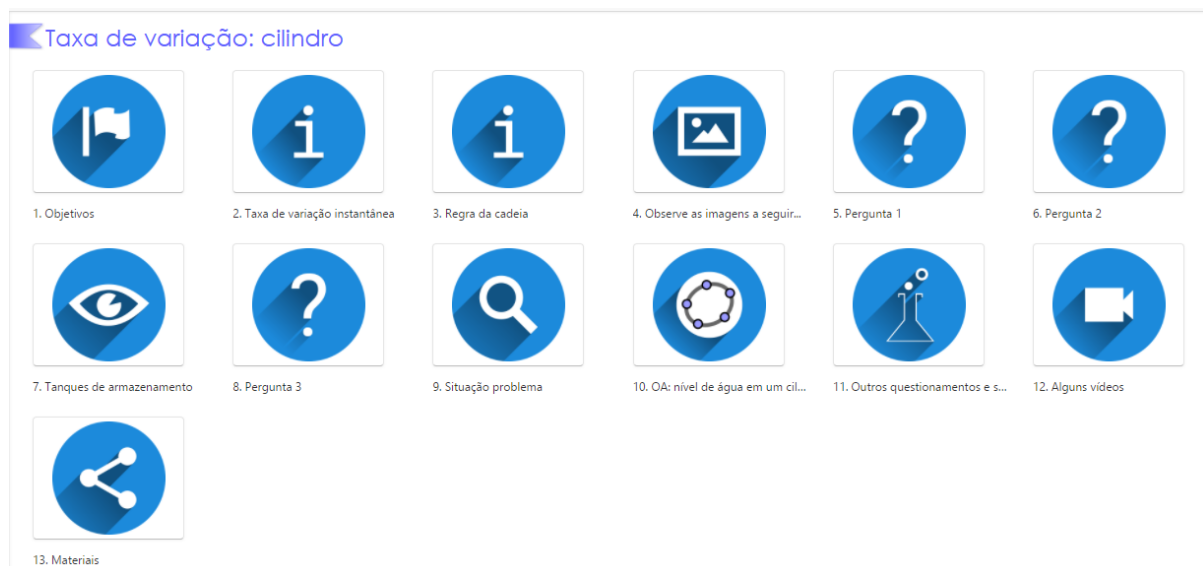 Taxa de variação: cilindro
1. Objetivos
2. Taxa de variação instantânea
3. Regra da cadeia
4. Observe as imagens a seguir...
5. Pergunta 1
6. Pergunta 2
7. Tanques de armazenamento
8. Pergunta 3
9. Situação problema
10. OA: nível de água em um cil...
11. Outros questionamentos e s...
12. Alguns vídeos
13. Materiais